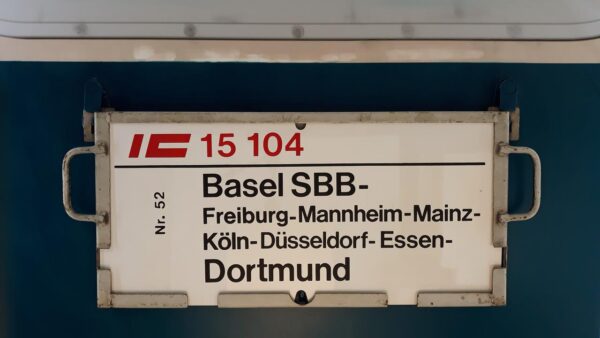 IC 15 104
Nr. 52
Basel SBB-
Freiburg-Mannheim-Mainz-
Köln-Düsseldorf-Essen-
Dortmund